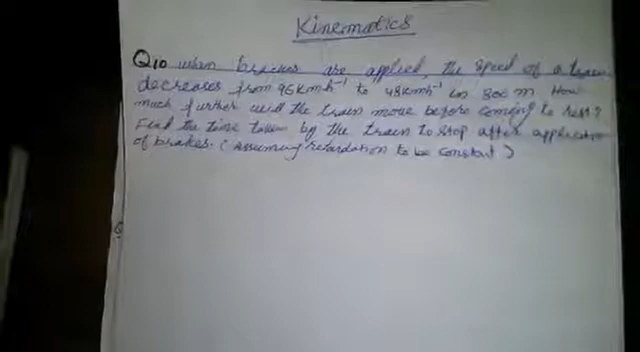 Kinematics
Q10 when brakes are applied, the speed of a train
decreases from 96 kmh⁻¹ to 48 kmh⁻¹ in 800 m How
much further will the train move before coming to rest?
Find the time taken by the train to stop after application
of brakes. (Assuming retardation to be constant)